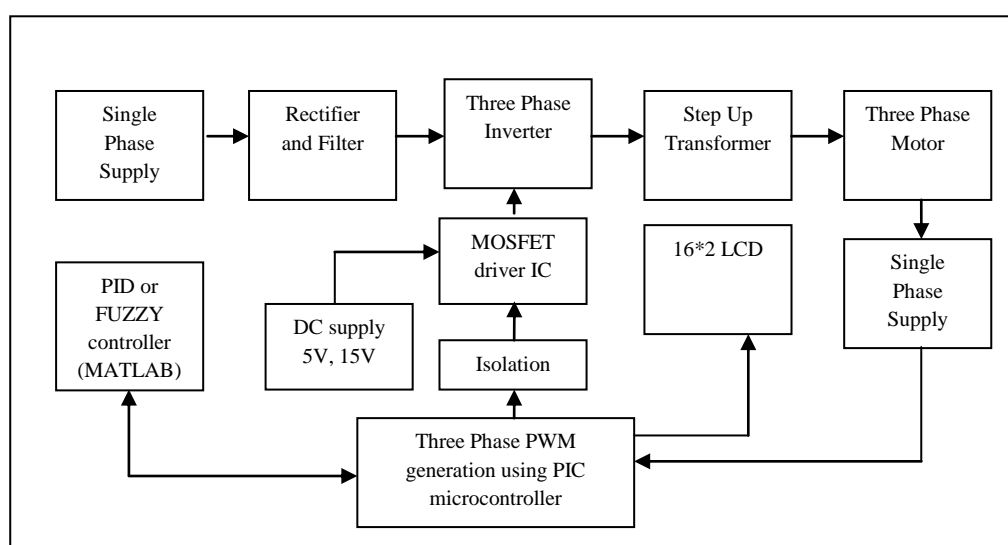 Single
Phase
Supply
Rectifier
and Filter
Three Phase
Inverter
Step Up
Transformer
Three Phase
Motor
MOSFET
driver IC
16*2 LCD
Single
Phase
Supply
PID or
FUZZY
controller
(MATLAB)
DC supply
5V, 15V
Isolation
Three Phase PWM
generation using PIC
microcontroller